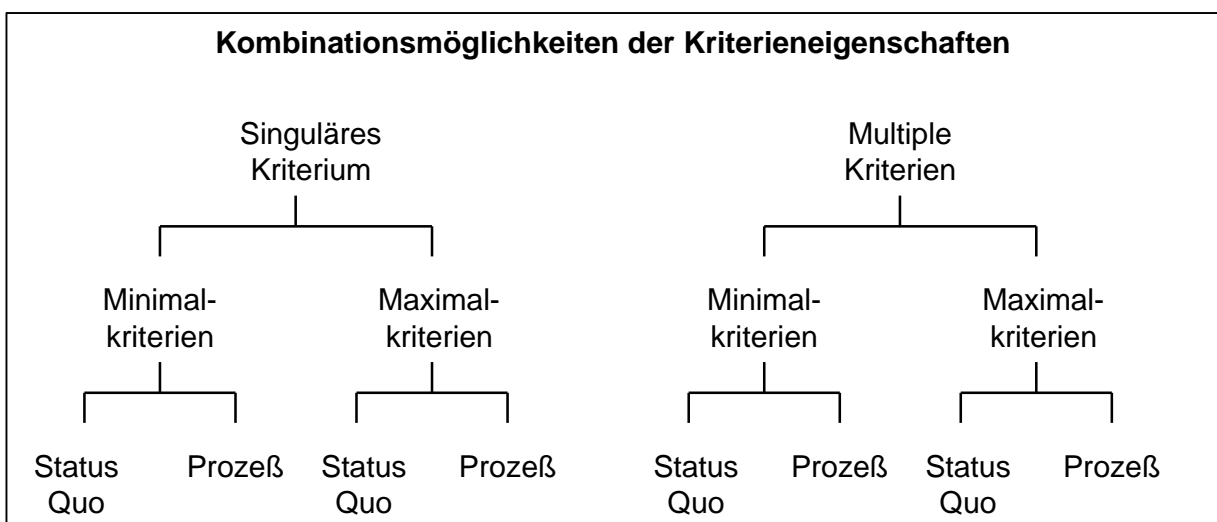 Kombinationsmöglichkeiten der Kriterieneigenschaften
Singuläres
Kriterium
Multiple
Kriterien
Minimal-
kriterien
Maximal-
kriterien
Minimal-
kriterien
Maximal-
kriterien
Status
Quo
Prozeß
Status
Quo
Prozeß
Status
Quo
Prozeß
Status
Quo
Prozeß